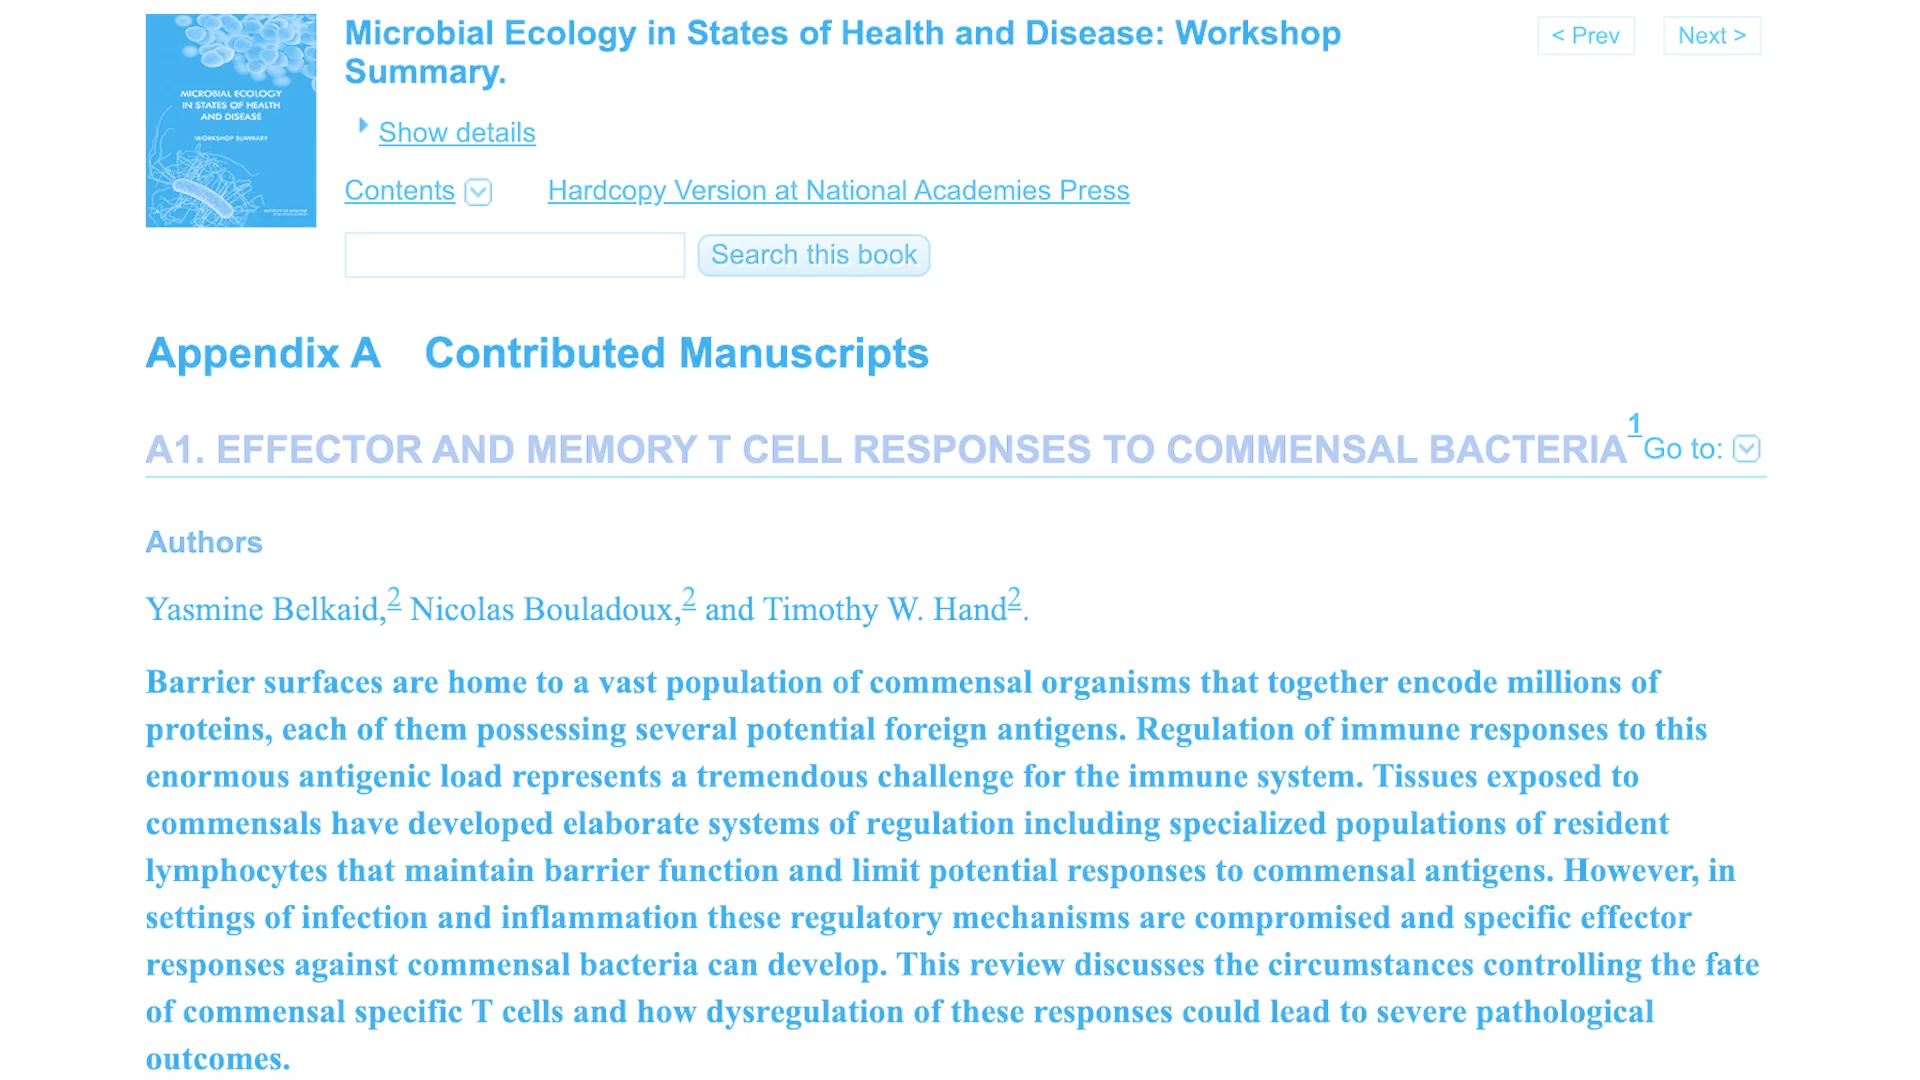 MICROBIAL ECOLOGY
IN STATES OF HEALTH
AND DISEASE
WORKSHOP SUMMARY
Microbial Ecology in States of Health and Disease: Workshop
Summary.
< Prev
Next >
Show details
Contents
Hardcopy Version at National Academies Press
Search this book
Appendix A Contributed Manuscripts
A1. EFFECTOR AND MEMORY T CELL RESPONSES TO COMMENSAL BACTERIA1
Go to:
Authors
Yasmine Belkaid,2 Nicolas Bouladoux,2 and Timothy W. Hand2.
Barrier surfaces are home to a vast population of commensal organisms that together encode millions of
proteins, each of them possessing several potential foreign antigens. Regulation of immune responses to this
enormous antigenic load represents a tremendous challenge for the immune system. Tissues exposed to
commensals have developed elaborate systems of regulation including specialized populations of resident
lymphocytes that maintain barrier function and limit potential responses to commensal antigens. However, in
settings of infection and inflammation these regulatory mechanisms are compromised and specific effector
responses against commensal bacteria can develop. This review discusses the circumstances controlling the fate
of commensal specific T cells and how dysregulation of these responses could lead to severe pathological
outcomes.